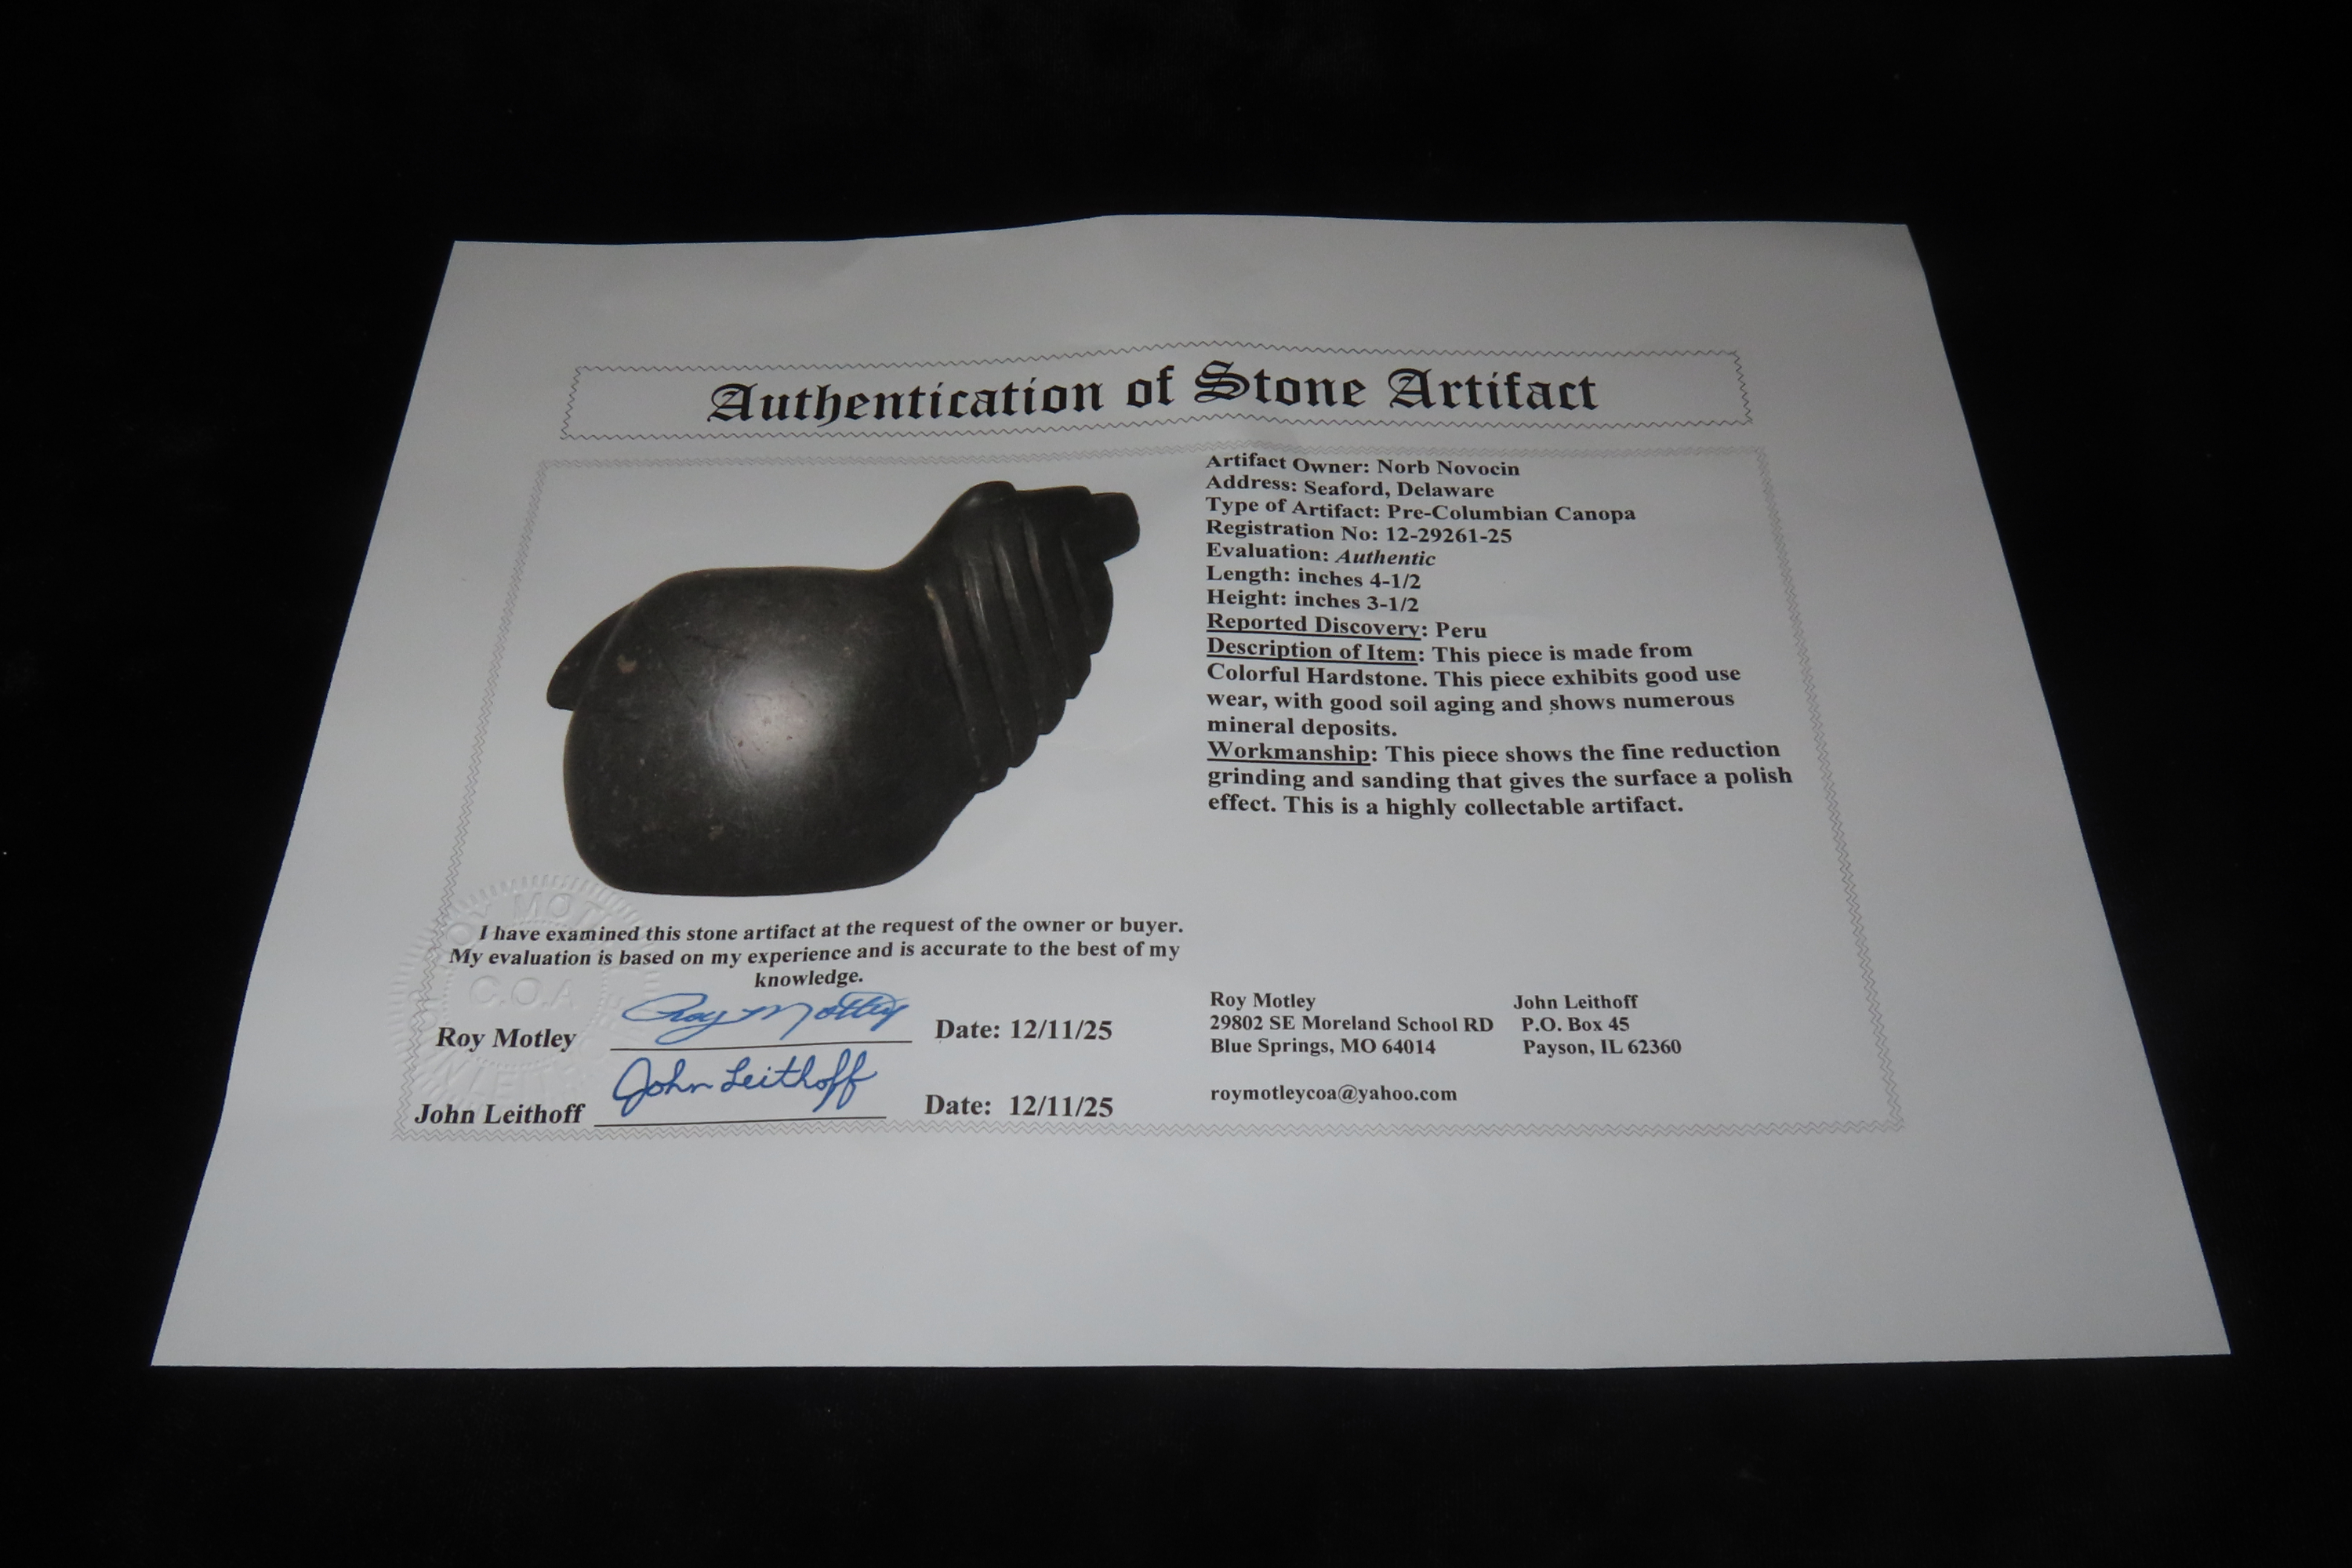 Authentication of Stone Artifact
Artifact Owner: Norb Novocin
Address: Seaford, Delaware
Type of Artifact: Pre-Columbian Canopa
Registration No: 12-29261-25
Evaluation: Authentic
Length: inches 4-1/2
Height: inches 3-1/2
Reported Discovery: Peru
Description of Item: This piece is made from
Colorful Hardstone. This piece exhibits good use
wear, with good soil aging and shows numerous
mineral deposits.
Workmanship: This piece shows the fine reduction
grinding and sanding that gives the surface a polish
effect. This is a highly collectable artifact.
I have examined this stone artifact at the request of the owner or buyer.
My evaluation is based on my experience and is accurate to the best of my
knowledge.
Roy Motley Roy Motley Date: 12/11/25
John Leithoff John Leithoff Date: 12/11/25
Roy Motley
29802 SE Moreland School RD
Blue Springs, MO 64014
roymotleycoa@yahoo.com
John Leithoff
P.O. Box 45
Payson, IL 62360
C.O.A